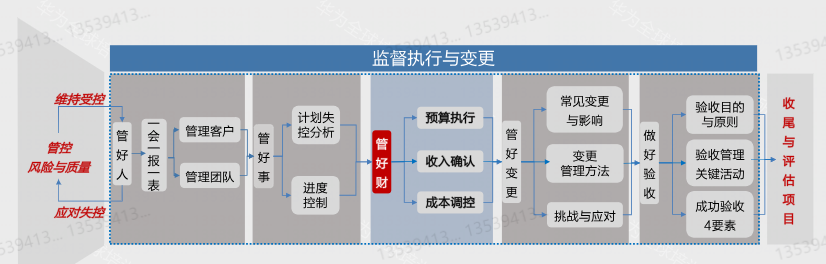 监督执行与变更
维持受控
管控
风险与质量
应对失控
管好人
一会一报一表
管理客户
管理团队
管好事
计划失
控分析
进度
控制
管好财
预算执行
收入确认
成本调控
管好变更
常见变更
与影响
变更
管理方法
挑战与应对
做好验收
验收目的
与原则
验收管理
关键活动
成功验收
4要素
收尾与评估项目
13539413...
13539413...
13539413...
13539413...
13539413...